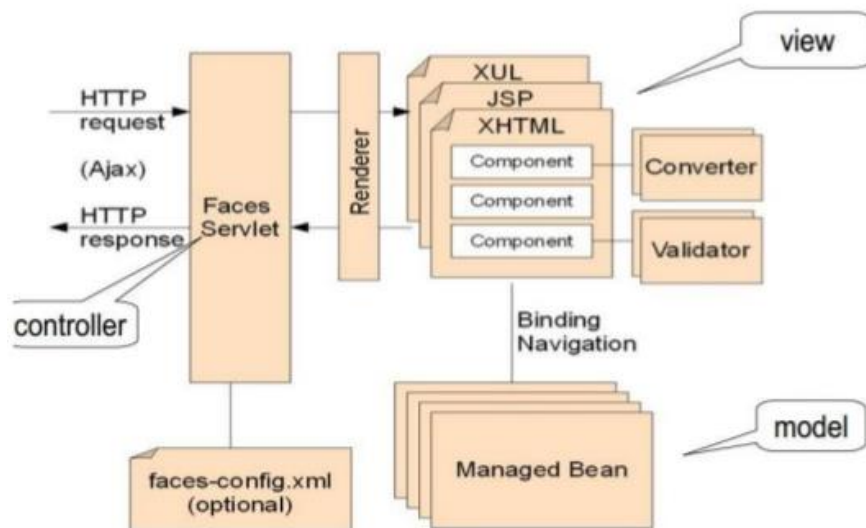 view
XUL
JSP
XHTML
HTTP
request
(Ajax)
HTTP
response
Faces
Servlet
Renderer
Component
Component
Component
Converter
Validator
controller
Binding
Navigation
model
Managed Bean
faces-config.xml
(optional)